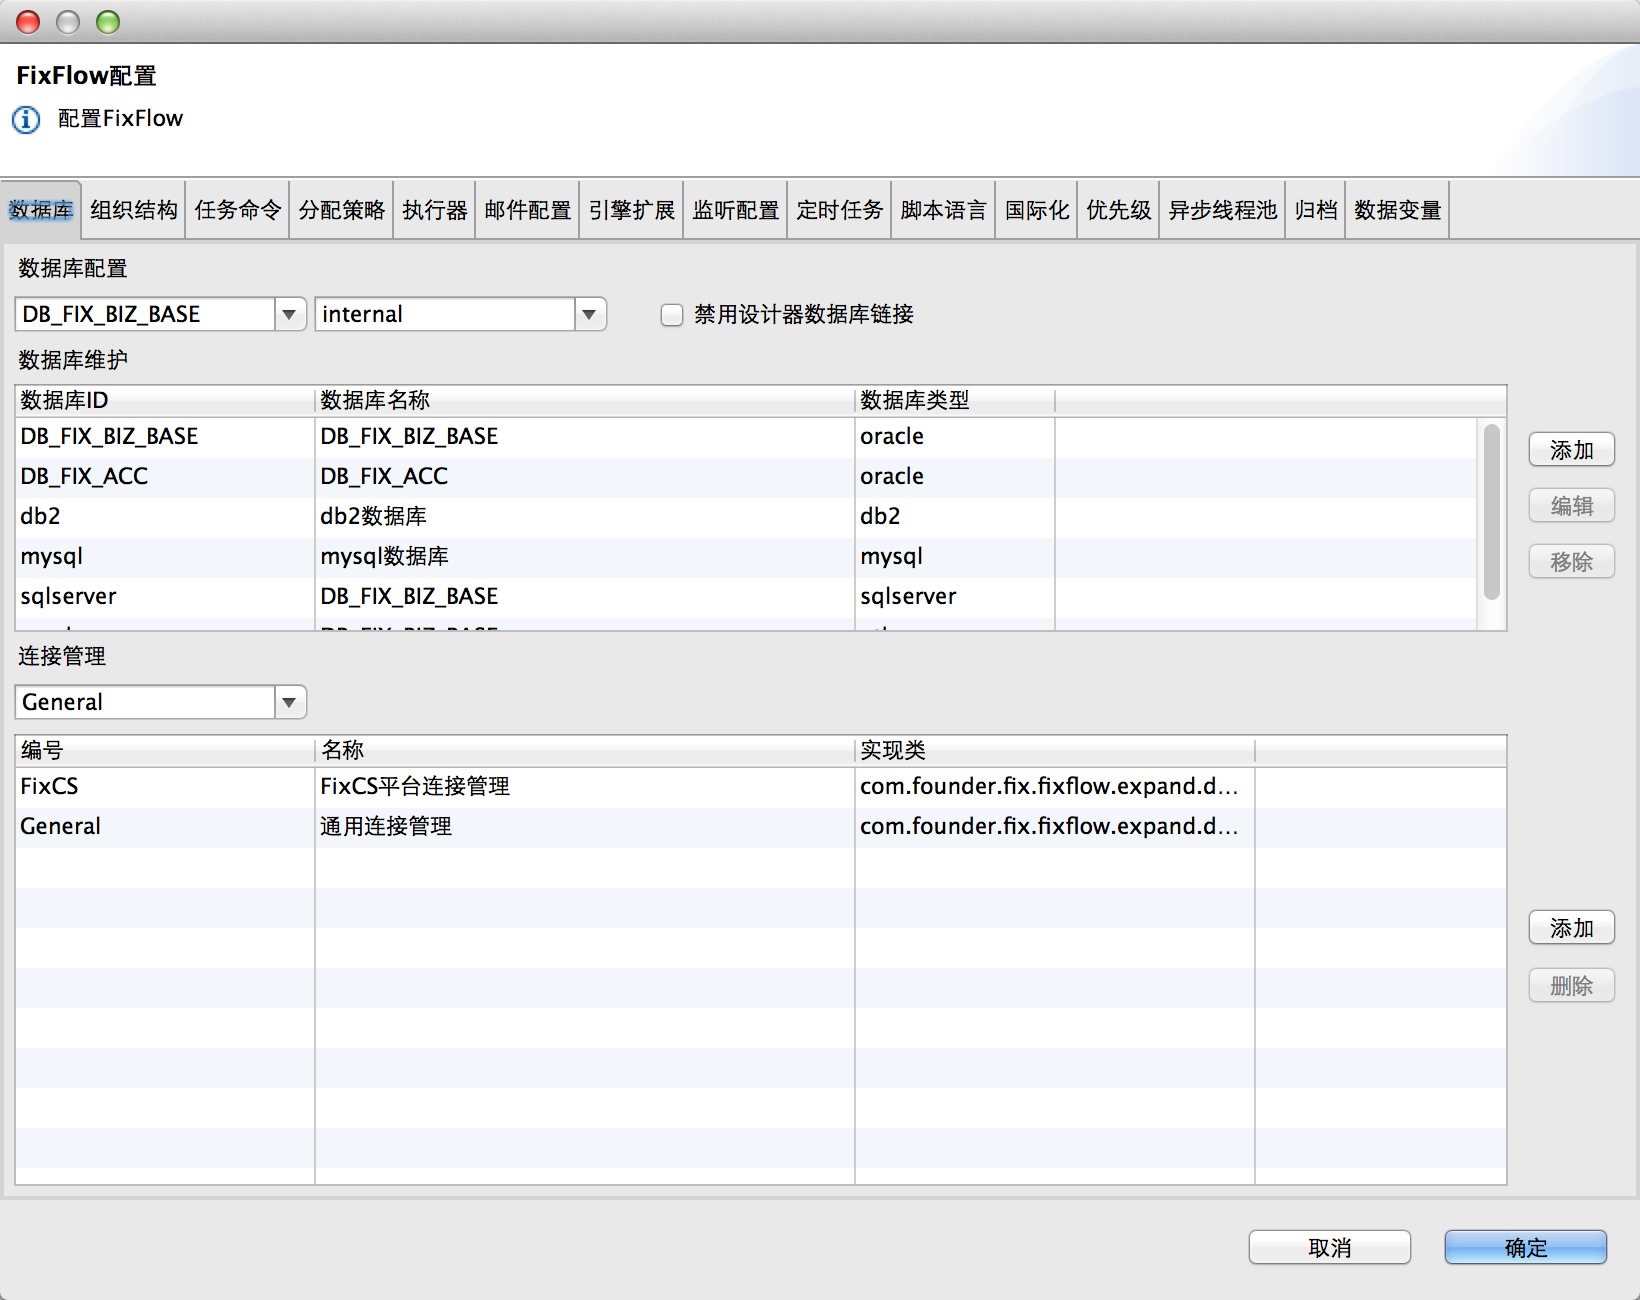 FixFlow配置
配置FixFlow
数据库 组织结构 任务命令 分配策略 执行器 邮件配置 引擎扩展 监听配置 定时任务 脚本语言 国际化 优先级 异步线程池 归档 数据变量
数据库配置
DB_FIX_BIZ_BASE internal 禁用设计器数据库链接
数据库维护
数据库ID 数据库名称 数据库类型
DB_FIX_BIZ_BASE DB_FIX_BIZ_BASE oracle
添加
DB_FIX_ACC DB_FIX_ACC oracle
db2 db2数据库 db2
编辑
mysql mysql数据库 mysql
移除
sqlserver DB_FIX_BIZ_BASE sqlserver
连接管理
General
编号 名称 实现类
FixCS FixCS平台连接管理 com.founder.fix.fixflow.expand.d...
General 通用连接管理 com.founder.fix.fixflow.expand.d...
添加
删除
取消 确定